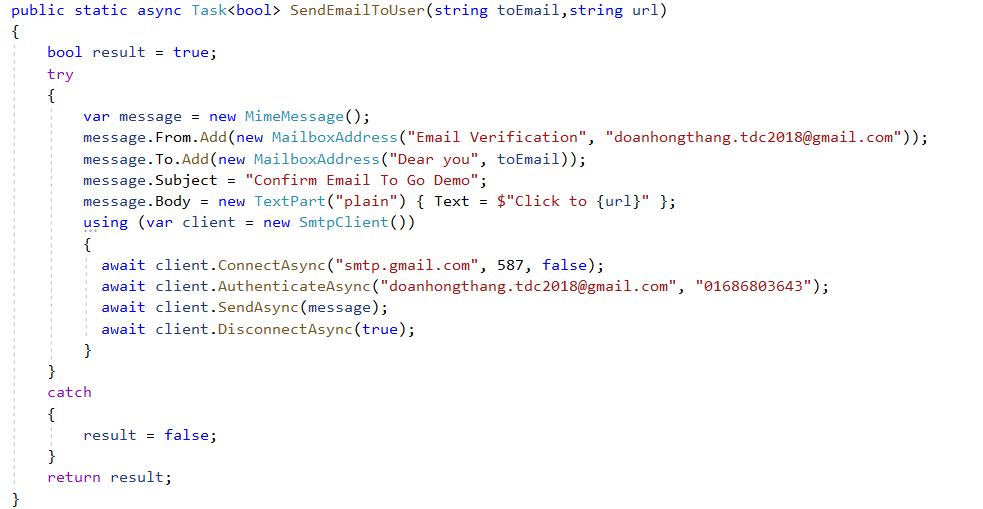 public static async Task<bool> SendEmailToUser(string toEmail,string url)
{
bool result = true;
try
{
var message = new MimeMessage();
message.From.Add(new MailboxAddress("Email Verification", "doanhongthang.tdc2018@gmail.com"));
message.To.Add(new MailboxAddress("Dear you", toEmail));
message.Subject = "Confirm Email To Go Demo";
message.Body = new TextPart("plain") { Text = $"Click to {url}" };
using (var client = new SmtpClient())
{
await client.ConnectAsync("smtp.gmail.com", 587, false);
await client.AuthenticateAsync("doanhongthang.tdc2018@gmail.com", "01686803643");
await client.SendAsync(message);
await client.DisconnectAsync(true);
}
}
catch
{
result = false;
}
return result;
}